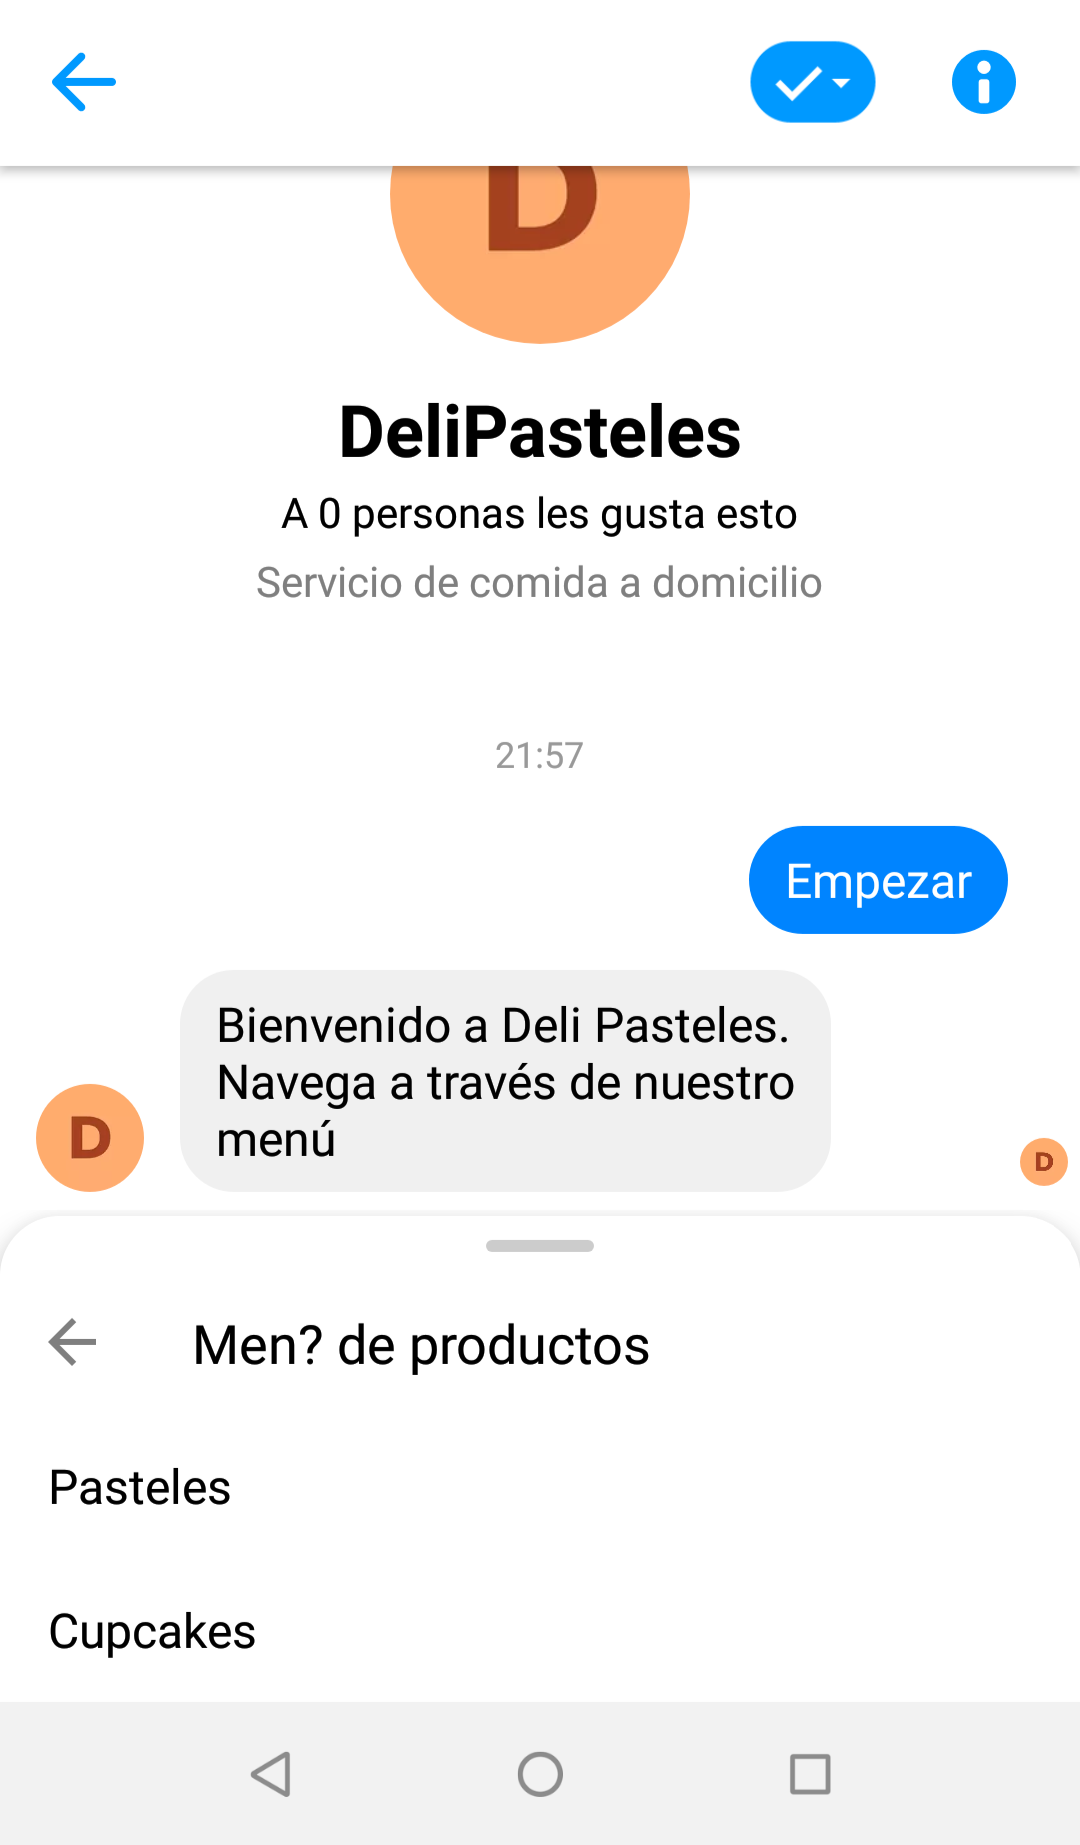 D
DeliPasteles
A 0 personas les gusta esto
Servicio de comida a domicilio
21:57
Empezar
Bienvenido a Deli Pasteles.
Navega a través de nuestro
menú
D
D
Men? de productos
Pasteles
Cupcakes